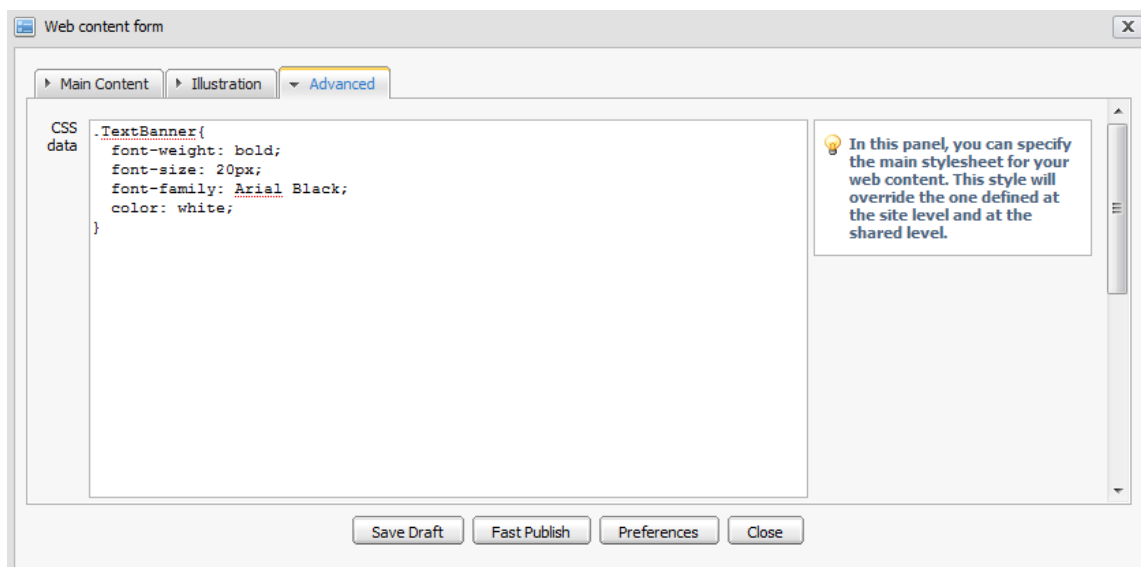 Web content form
X
Main Content
Illustration
Advanced
CSS
data
.TextBanner{
  font-weight: bold;
  font-size: 20px;
  font-family: Arial Black;
  color: white;
}
In this panel, you can specify
the main stylesheet for your
web content. This style will
override the one defined at
the site level and at the
shared level.
Save Draft
Fast Publish
Preferences
Close